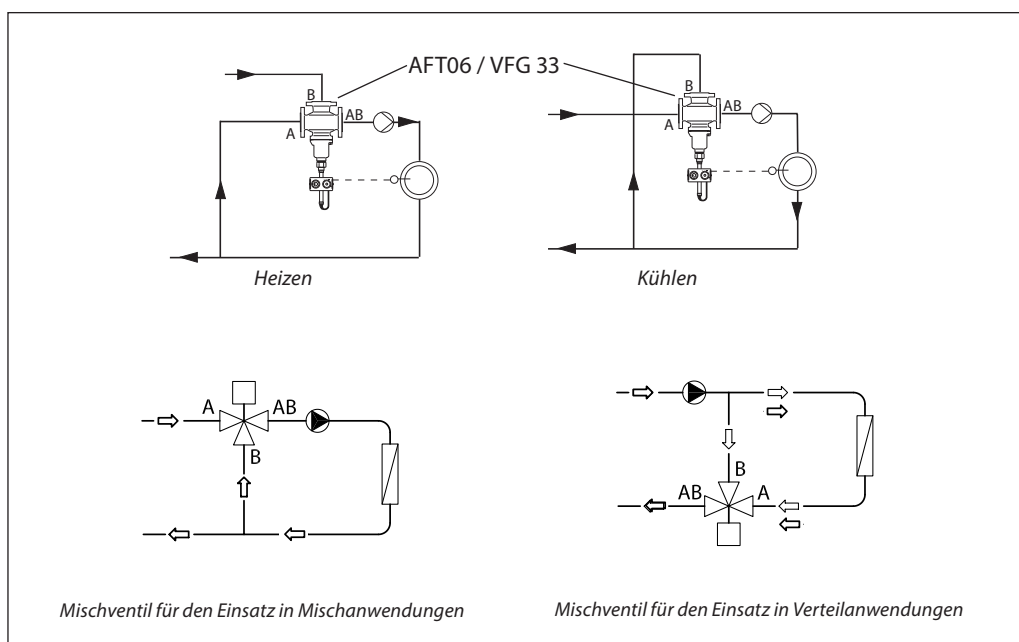 AFT06 / VFG 33
B
AB
A
B
AB
A
Heizen
Kühlen
A
AB
B
B
AB
A
Mischventil für den Einsatz in Mischanwendungen
Mischventil für den Einsatz in Verteilanwendungen